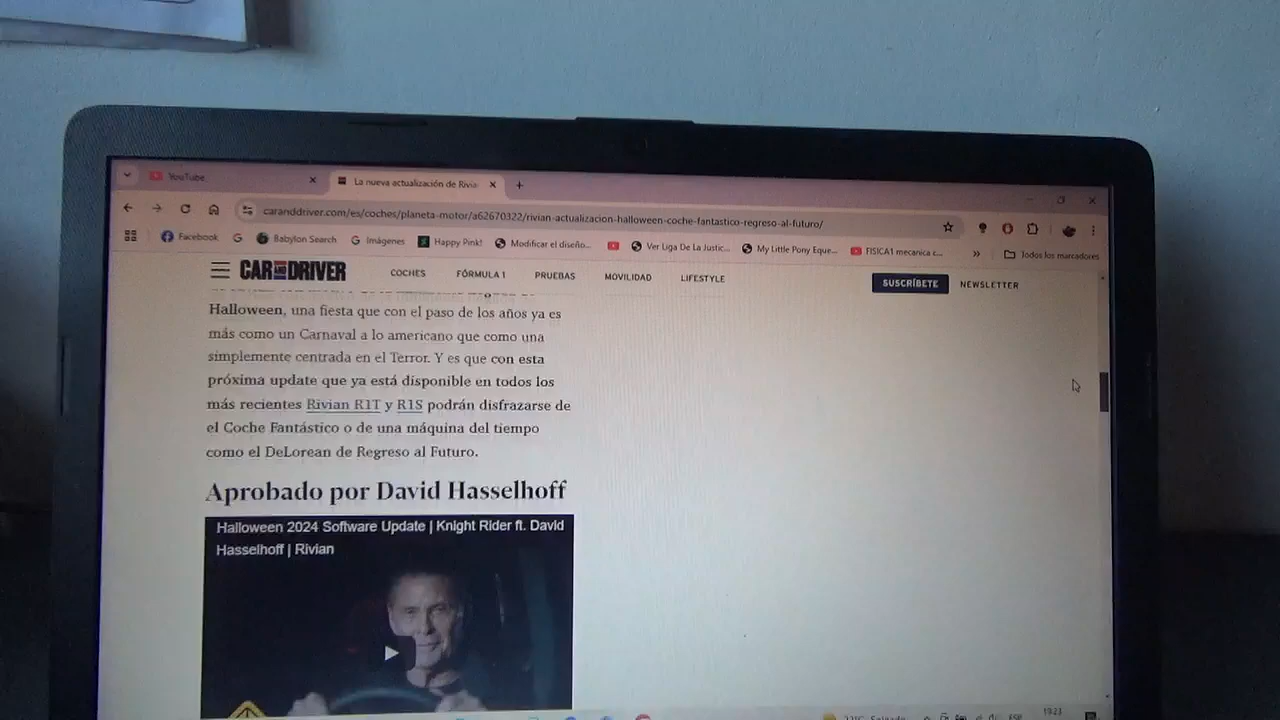 YouTube
La nueva actualización de Rivia
caranddriver.com/es/coches/planeta-motor/a62670322/rivian-actualizacion-halloween-coche-fantastico-regreso-al-futuro/
Facebook
Babylon Search
Imágenes
Happy Pink!
Modificar el diseño...
Ver Liga De La Justic...
My Little Pony Eque...
FISICA1 mecanica c...
»
Todos los marcadores
CAR AND DRIVER
COCHES
FÓRMULA 1
PRUEBAS
MOVILIDAD
LIFESTYLE
SUSCRÍBETE
NEWSLETTER
Halloween, una fiesta que con el paso de los años ya es
más como un Carnaval a lo americano que como una
simplemente centrada en el Terror. Y es que con esta
próxima update que ya está disponible en todos los
más recientes Rivian R1T y R1S podrán disfrazarse de
el Coche Fantástico o de una máquina del tiempo
como el DeLorean de Regreso al Futuro.
Aprobado por David Hasselhoff
Halloween 2024 Software Update | Knight Rider ft. David
Hasselhoff | Rivian
19:23